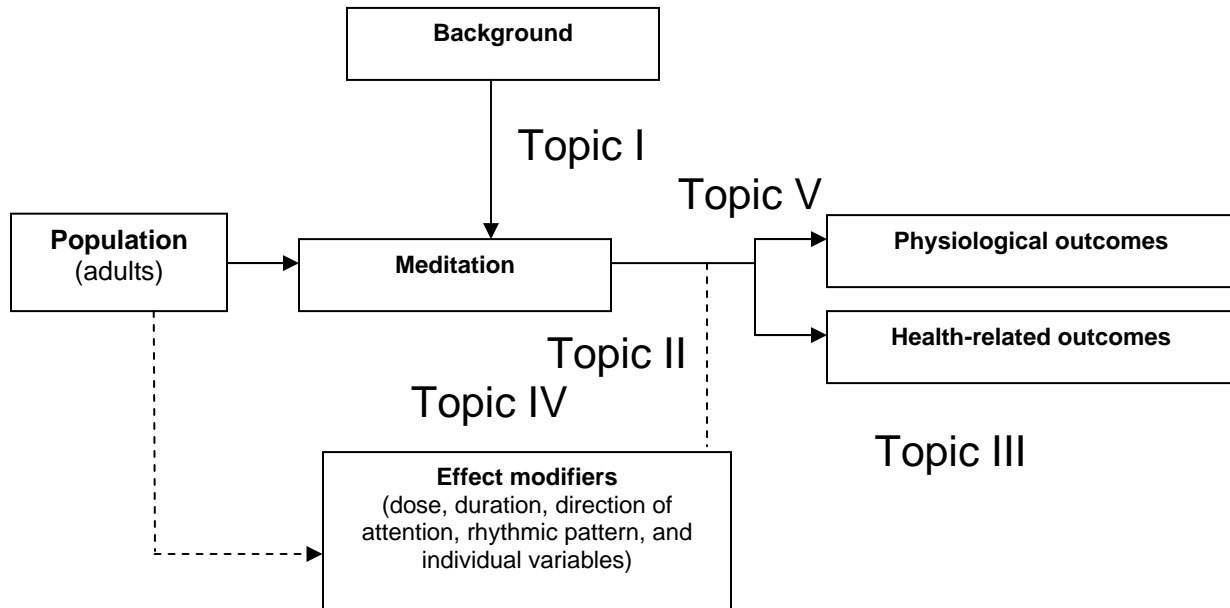 Background
Topic I
Topic V
Population
(adults)
Meditation
Physiological outcomes
Health-related outcomes
Topic II
Topic IV
Topic III
Effect modifiers
(dose, duration, direction of
attention, rhythmic pattern, and
individual variables)